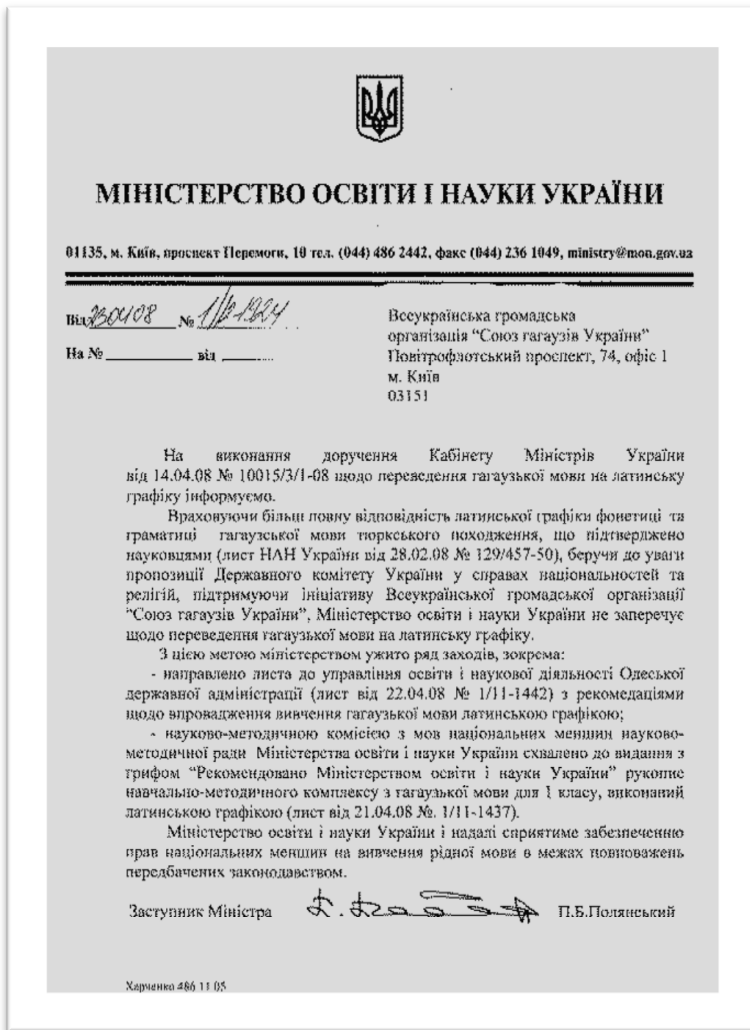 МІНІСТЕРСТВО ОСВІТИ І НАУКИ УКРАЇНИ
01135, м. Київ, проспект Перемоги, 10 тел. (044) 486 2442, факс (044) 236 1049, ministry@mon.gov.ua
Від 230408 № 1/12-1924
На № ________ від ________
Всеукраїнська громадська
організація “Союз гагаузів України”
Повітрофлотський проспект, 74, офіс 1
м. Київ
03151
На виконання доручення Кабінету Міністрів України
від 14.04.08 № 10015/3/1-08 щодо переведення гагаузької мови на латинську
графіку інформуємо.
Враховуючи більш повну відповідність латинської графіки фонетиці та
граматиці гагаузської мови тюркського походження, що підтверджено
науковцями (лист НАН України від 28.02.08 № 129/457-50), беручи до уваги
пропозиції Державного комітету України у справах національностей та
релігій, підтримуючи ініціативу Всеукраїнської громадської організації
“Союз гагаузів України”, Міністерство освіти і науки України не заперечує
щодо переведення гагаузької мови на латинську графіку.
З цією метою міністерством ужито ряд заходів, зокрема:
- направлено листа до управління освіти і наукової діяльності Одеської
державної адміністрації (лист від 22.04.08 № 1/11-1442) з рекомедаціями
щодо впровадження вивчення гагаузької мови латинською графікою;
- науково-методичною комісією з мов національних меншин науково-
методичної ради Міністерства освіти і науки України схвалено до видання з
грифом “Рекомендовано Міністерством освіти і науки України” рукопис
навчально-методичного комплексу з гагаузької мови для 1 класу, виконаний
латинською графікою (лист від 21.04.08 №. 1/11-1437).
Міністерство освіти і науки України і надалі сприятиме забезпеченню
прав національних меншин на вивчення рідної мови в межах повноважень
передбачених законодавством.
Заступник Міністра П.Б.Полянський
Харченко 486 11 05